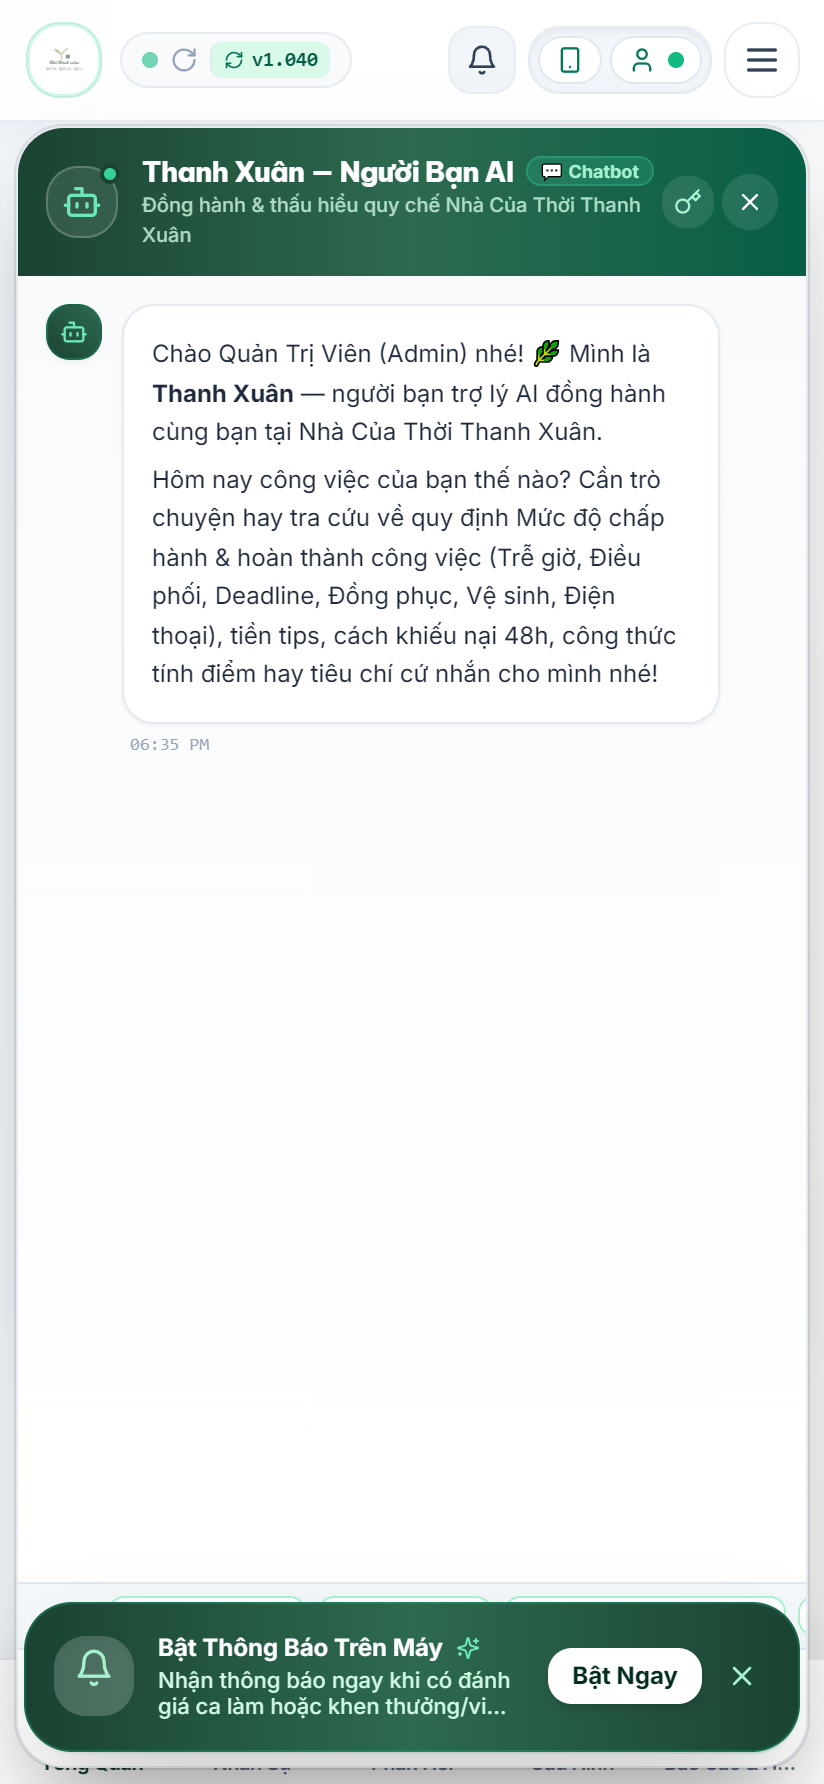 v1.040
Thanh Xuân – Người Bạn AI
Chatbot
Đồng hành & thấu hiểu quy chế Nhà Của Thời Thanh
Xuân
Chào Quản Trị Viên (Admin) nhé! 🌿 Mình là
Thanh Xuân — người bạn trợ lý AI đồng hành
cùng bạn tại Nhà Của Thời Thanh Xuân.
Hôm nay công việc của bạn thế nào? Cần trò
chuyện hay tra cứu về quy định Mức độ chấp
hành & hoàn thành công việc (Trễ giờ, Điều
phối, Deadline, Đồng phục, Vệ sinh, Điện
thoại), tiền tips, cách khiếu nại 48h, công thức
tính điểm hay tiêu chí cứ nhắn cho mình nhé!
06:35 PM
Bật Thông Báo Trên Máy
Nhận thông báo ngay khi có đánh
giá ca làm hoặc khen thưởng/vi...
Bật Ngay